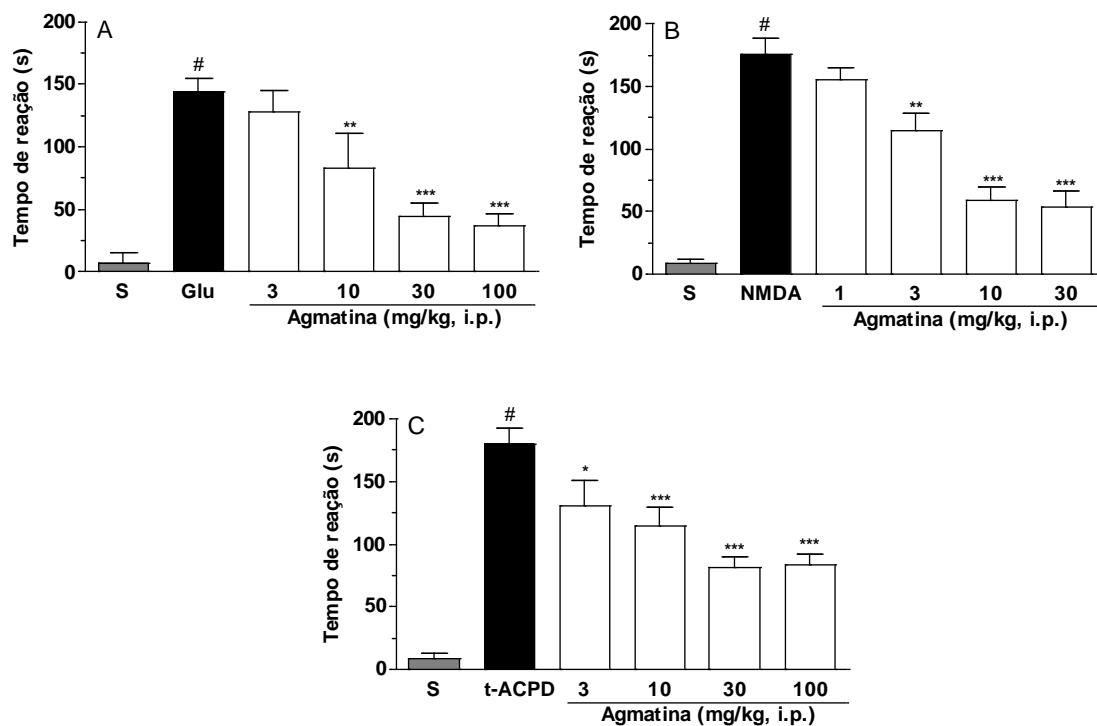 A
#
**
***
***
200
150
100
50
0
Tempo de reação (s)
S Glu 3 10 30 100
Agmatina (mg/kg, i.p.)
B
#
**
***
***
200
150
100
50
0
Tempo de reação (s)
S NMDA 1 3 10 30
Agmatina (mg/kg, i.p.)
C
#
*
***
***
***
200
150
100
50
0
Tempo de reação (s)
S t-ACPD 3 10 30 100
Agmatina (mg/kg, i.p.)